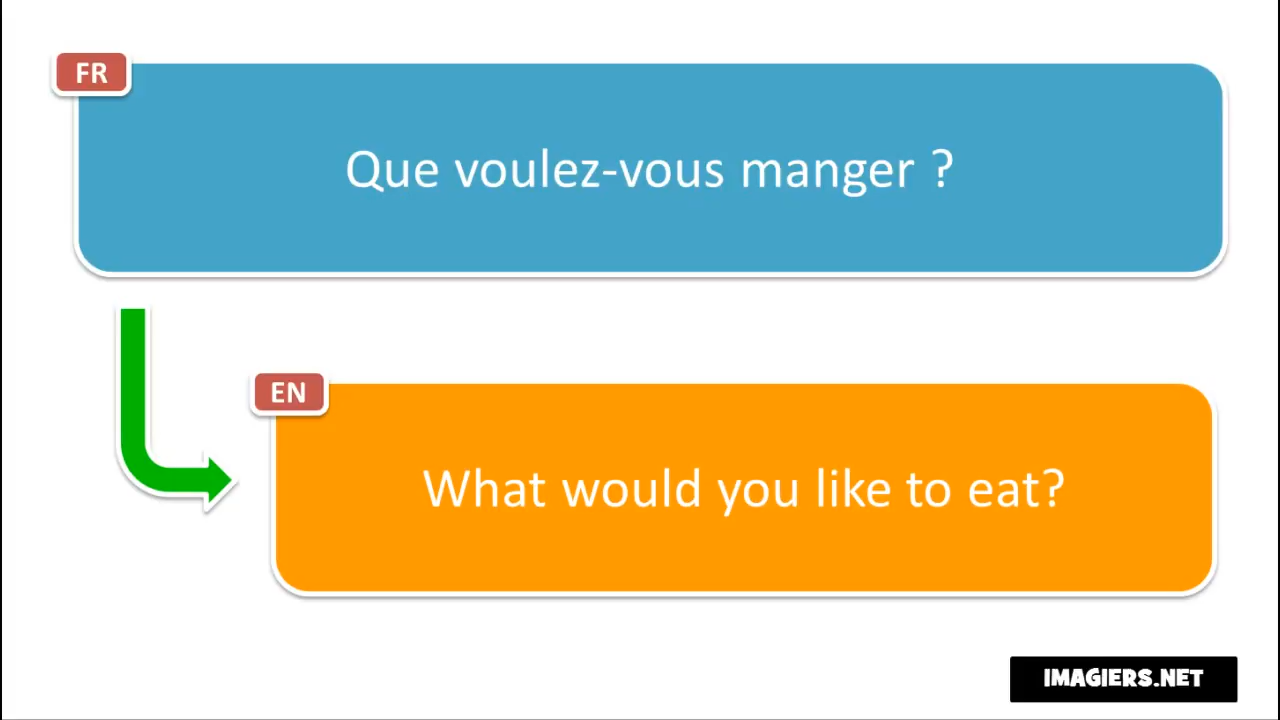 FR
Que voulez-vous manger ?
EN
What would you like to eat?
IMAGIERS.NET